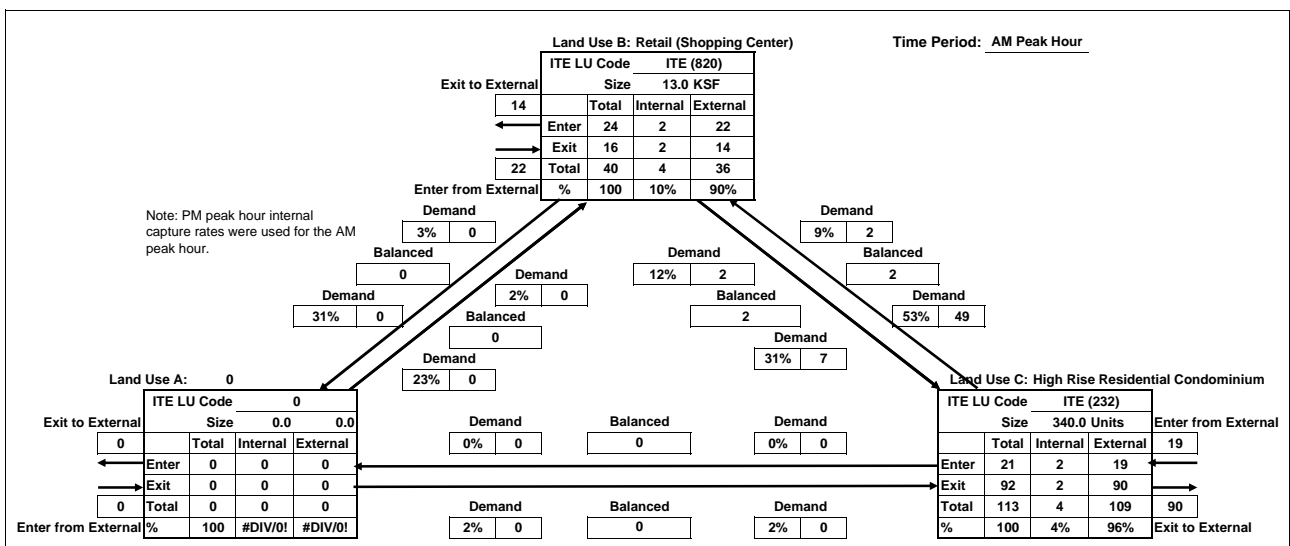 Land Use B: Retail (Shopping Center)
Time Period: AM Peak Hour
ITE LU Code ITE (820)
Exit to External Size 13.0 KSF
14 Total Internal External
Enter 24 2 22
Exit 16 2 14
22 Total 40 4 36
Enter from External % 100 10% 90%
Note: PM peak hour internal
capture rates were used for the AM
peak hour.
Demand
3% 0
Balanced
0
Demand
31% 0
Demand
2% 0
Balanced
0
Demand
23% 0
Demand
12% 2
Balanced
2
Demand
31% 7
Demand
9% 2
Balanced
2
Demand
53% 49
Land Use A: 0
ITE LU Code 0
Exit to External Size 0.0 0.0
0 Total Internal External
Enter 0 0 0
Exit 0 0 0
0 Total 0 0 0
Enter from External % 100 #DIV/0! #DIV/0!
Demand Balanced Demand
0% 0 0 0% 0
Demand Balanced Demand
2% 0 0 2% 0
Land Use C: High Rise Residential Condominium
ITE LU Code ITE (232)
Size 340.0 Units Enter from External
Total Internal External 19
Enter 21 2 19
Exit 92 2 90
Total 113 4 109 90
% 100 4% 96% Exit to External